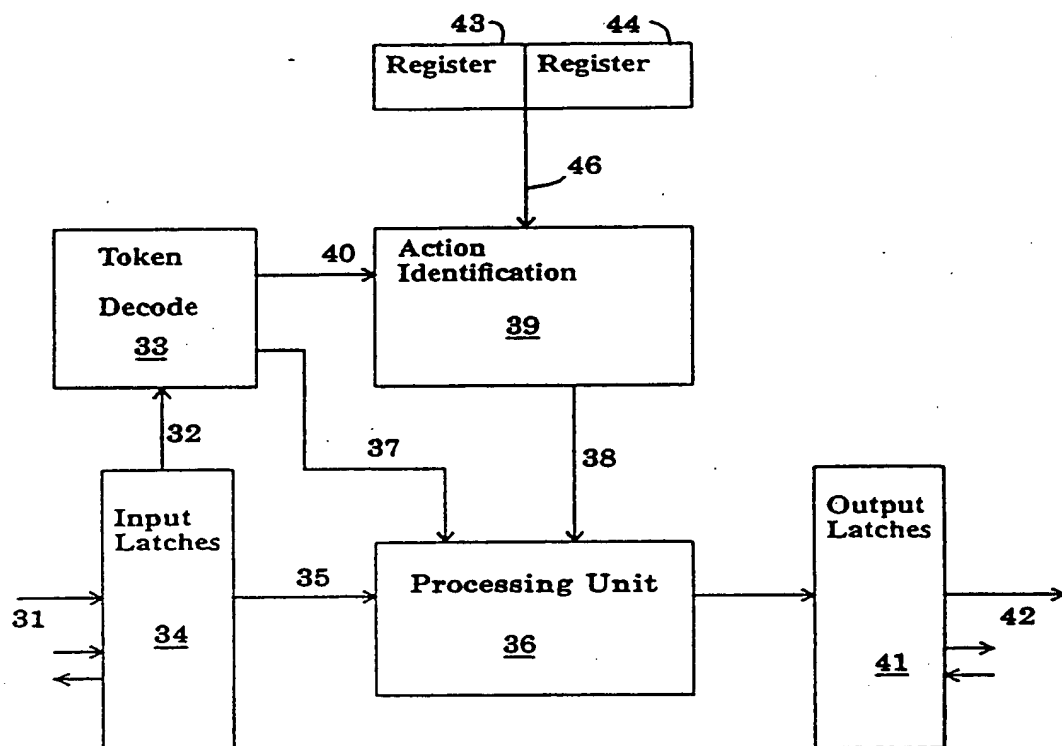 43
44
Register
Register
46
Token
Decode
33
40
Action
Identification
39
32
37
38
Input
Latches
34
31
35
Processing Unit
36
Output
Latches
41
42